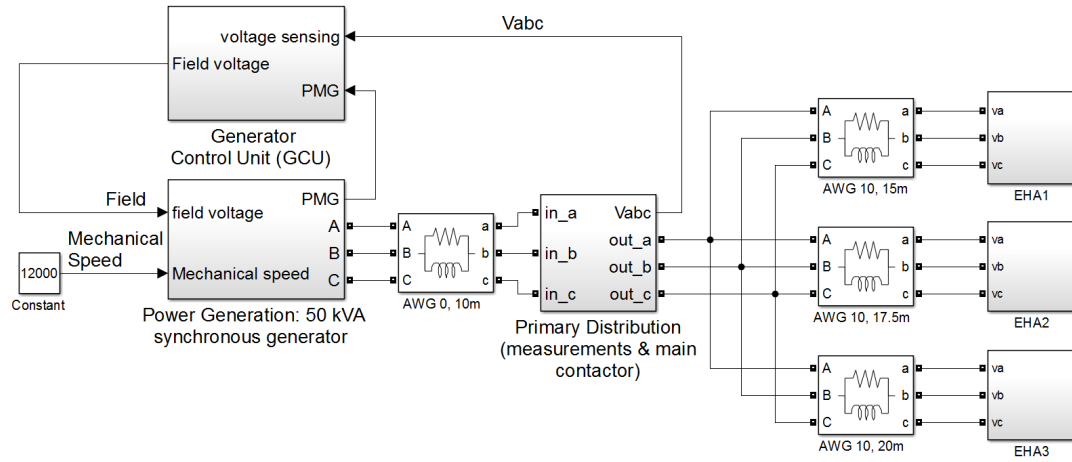 Vabc
voltage sensing
Field voltage
PMG
Generator
Control Unit (GCU)
Field
Mechanical
Speed
12000
Constant
field voltage
Mechanical speed
PMG
A
B
C
Power Generation: 50 kVA
synchronous generator
A
B
C
a
b
c
AWG 0, 10m
in_a
in_b
in_c
Vabc
out_a
out_b
out_c
Primary Distribution
(measurements & main
contactor)
A
B
C
a
b
c
AWG 10, 15m
va
vb
vc
EHA1
A
B
C
a
b
c
AWG 10, 17.5m
va
vb
vc
EHA2
A
B
C
a
b
c
AWG 10, 20m
va
vb
vc
EHA3